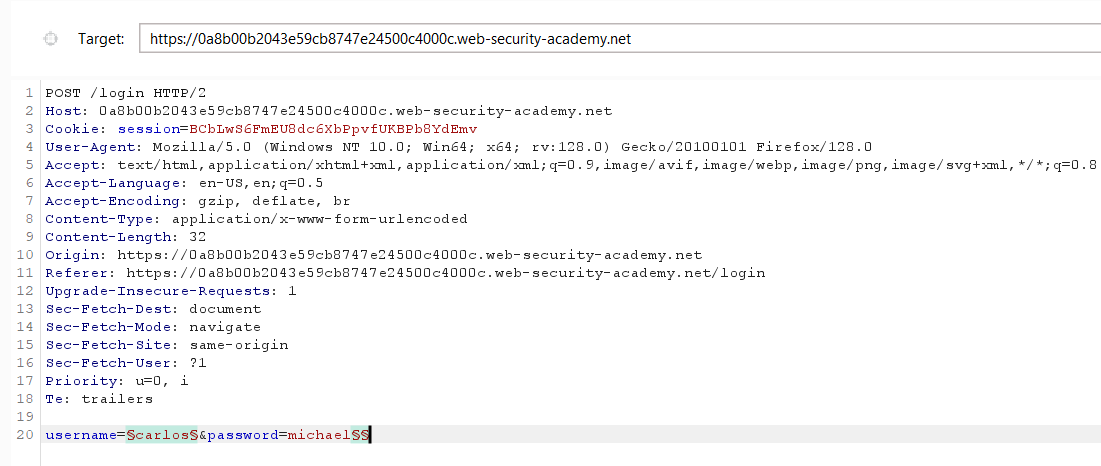 Target: https://0a8b00b2043e59cb8747e24500c4000c.web-security-academy.net
1 POST /login HTTP/2
2 Host: 0a8b00b2043e59cb8747e24500c4000c.web-security-academy.net
3 Cookie: session=BCbLwS6FmEU8dc6XbPpvfUKBPb8YdEmv
4 User-Agent: Mozilla/5.0 (Windows NT 10.0; Win64; x64; rv:128.0) Gecko/20100101 Firefox/128.0
5 Accept: text/html,application/xhtml+xml,application/xml;q=0.9,image/avif,image/webp,image/png,image/svg+xml,*/*;q=0.8
6 Accept-Language: en-US,en;q=0.5
7 Accept-Encoding: gzip, deflate, br
8 Content-Type: application/x-www-form-urlencoded
9 Content-Length: 32
10 Origin: https://0a8b00b2043e59cb8747e24500c4000c.web-security-academy.net
11 Referer: https://0a8b00b2043e59cb8747e24500c4000c.web-security-academy.net/login
12 Upgrade-Insecure-Requests: 1
13 Sec-Fetch-Dest: document
14 Sec-Fetch-Mode: navigate
15 Sec-Fetch-Site: same-origin
16 Sec-Fetch-User: ?1
17 Priority: u=0, i
18 Te: trailers
19
20 username=§carlos§&password=michael§§